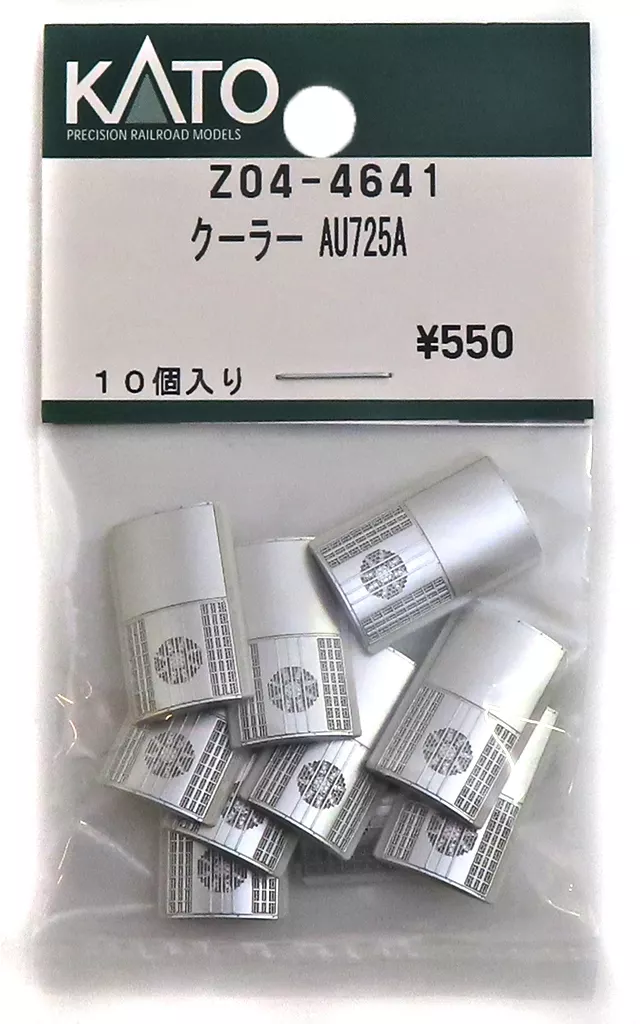 KATO
PRECISION RAILROAD MODELS
Z04-4641
クーラー AU725A
¥550
10個入り